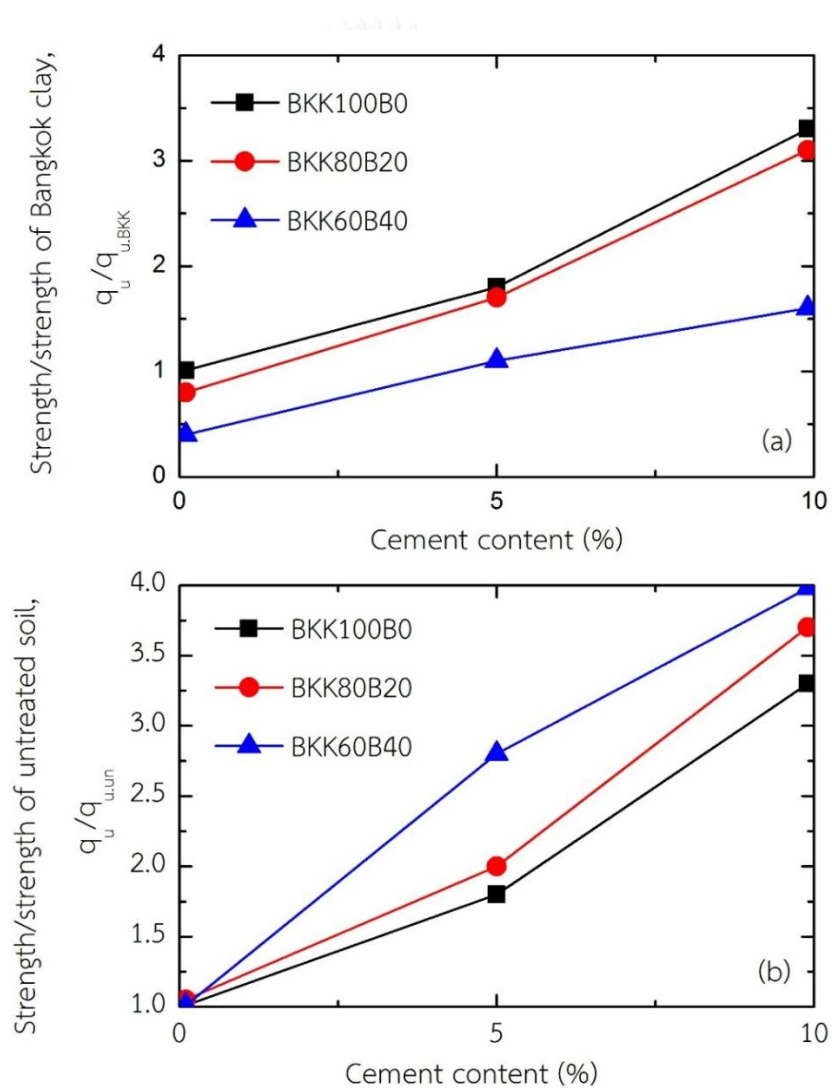 Strength/strength of Bangkok clay,
q_u/q_u.BKK
4
3
2
1
0
BKK100B0
BKK80B20
BKK60B40
(a)
0 5 10
Cement content (%)
Strength/strength of untreated soil,
q_u/q_u.un
4.0
3.5
3.0
2.5
2.0
1.5
1.0
BKK100B0
BKK80B20
BKK60B40
(b)
0 5 10
Cement content (%)